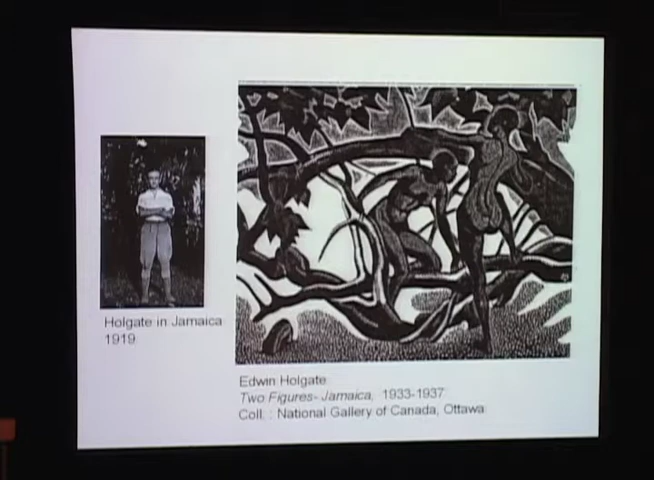 Holgate in Jamaica
1919
Edwin Holgate
Two Figures- Jamaica, 1933-1937
Coll. : National Gallery of Canada, Ottawa